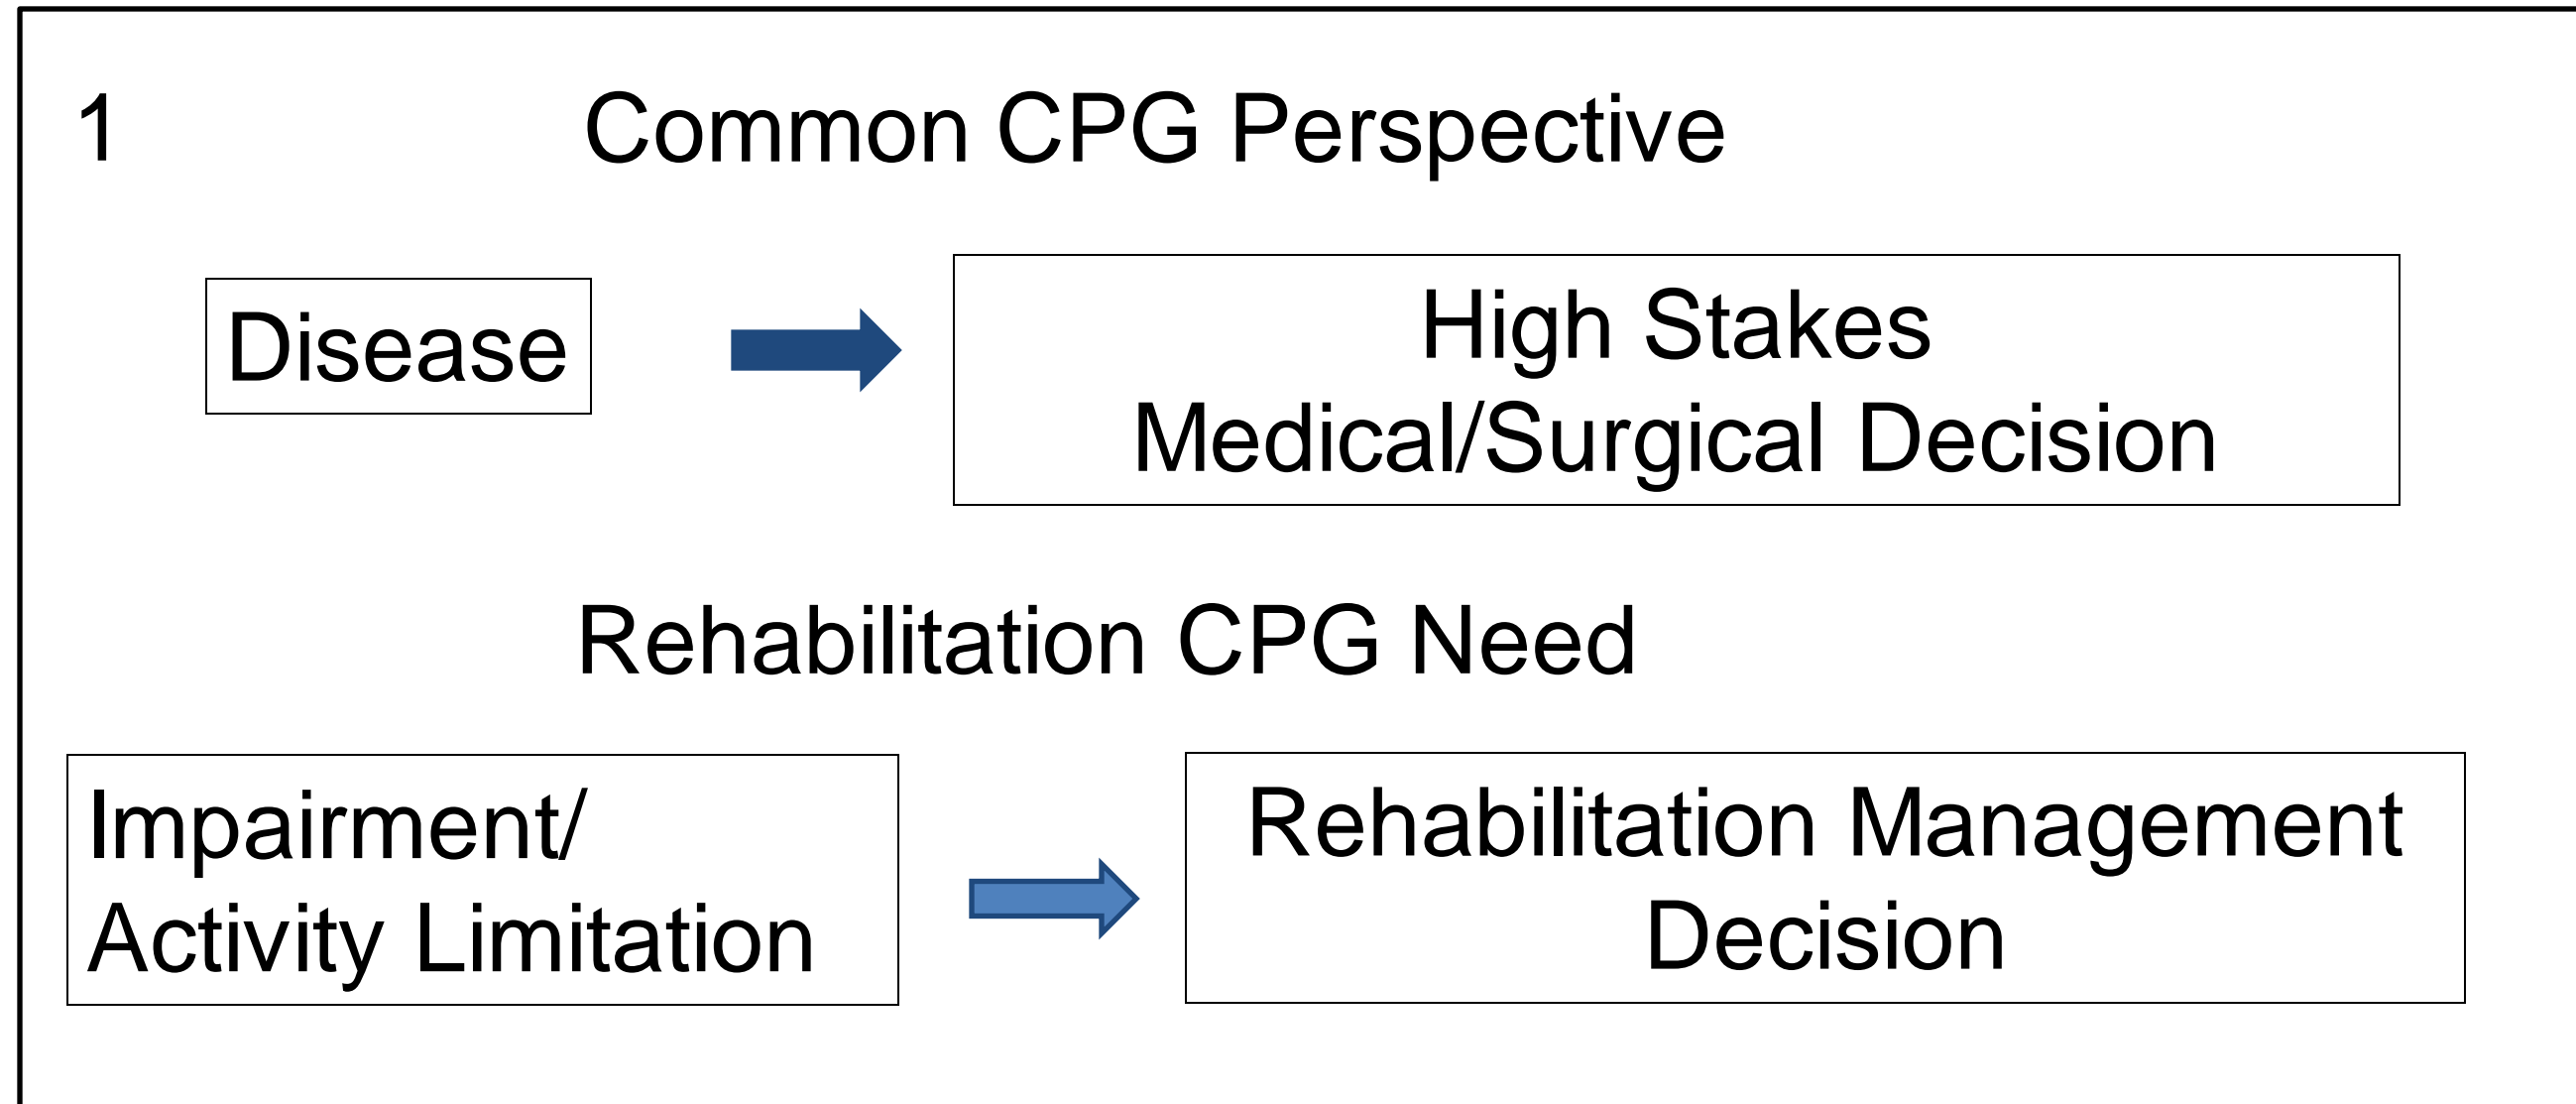 1
Common CPG Perspective
Disease
High Stakes
Medical/Surgical Decision
Rehabilitation CPG Need
Impairment/
Activity Limitation
Rehabilitation Management
Decision